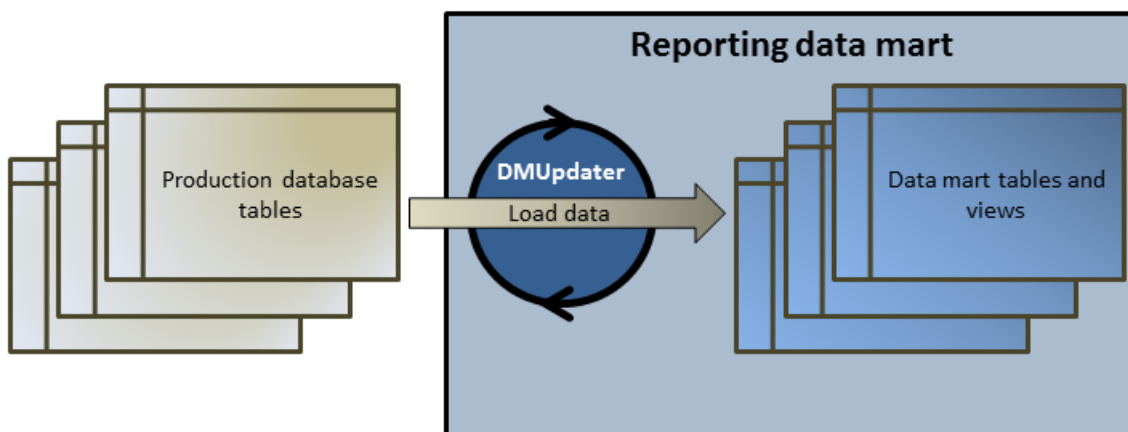 Reporting data mart
Production database
tables
DMUpdater
Load data
Data mart tables and
views